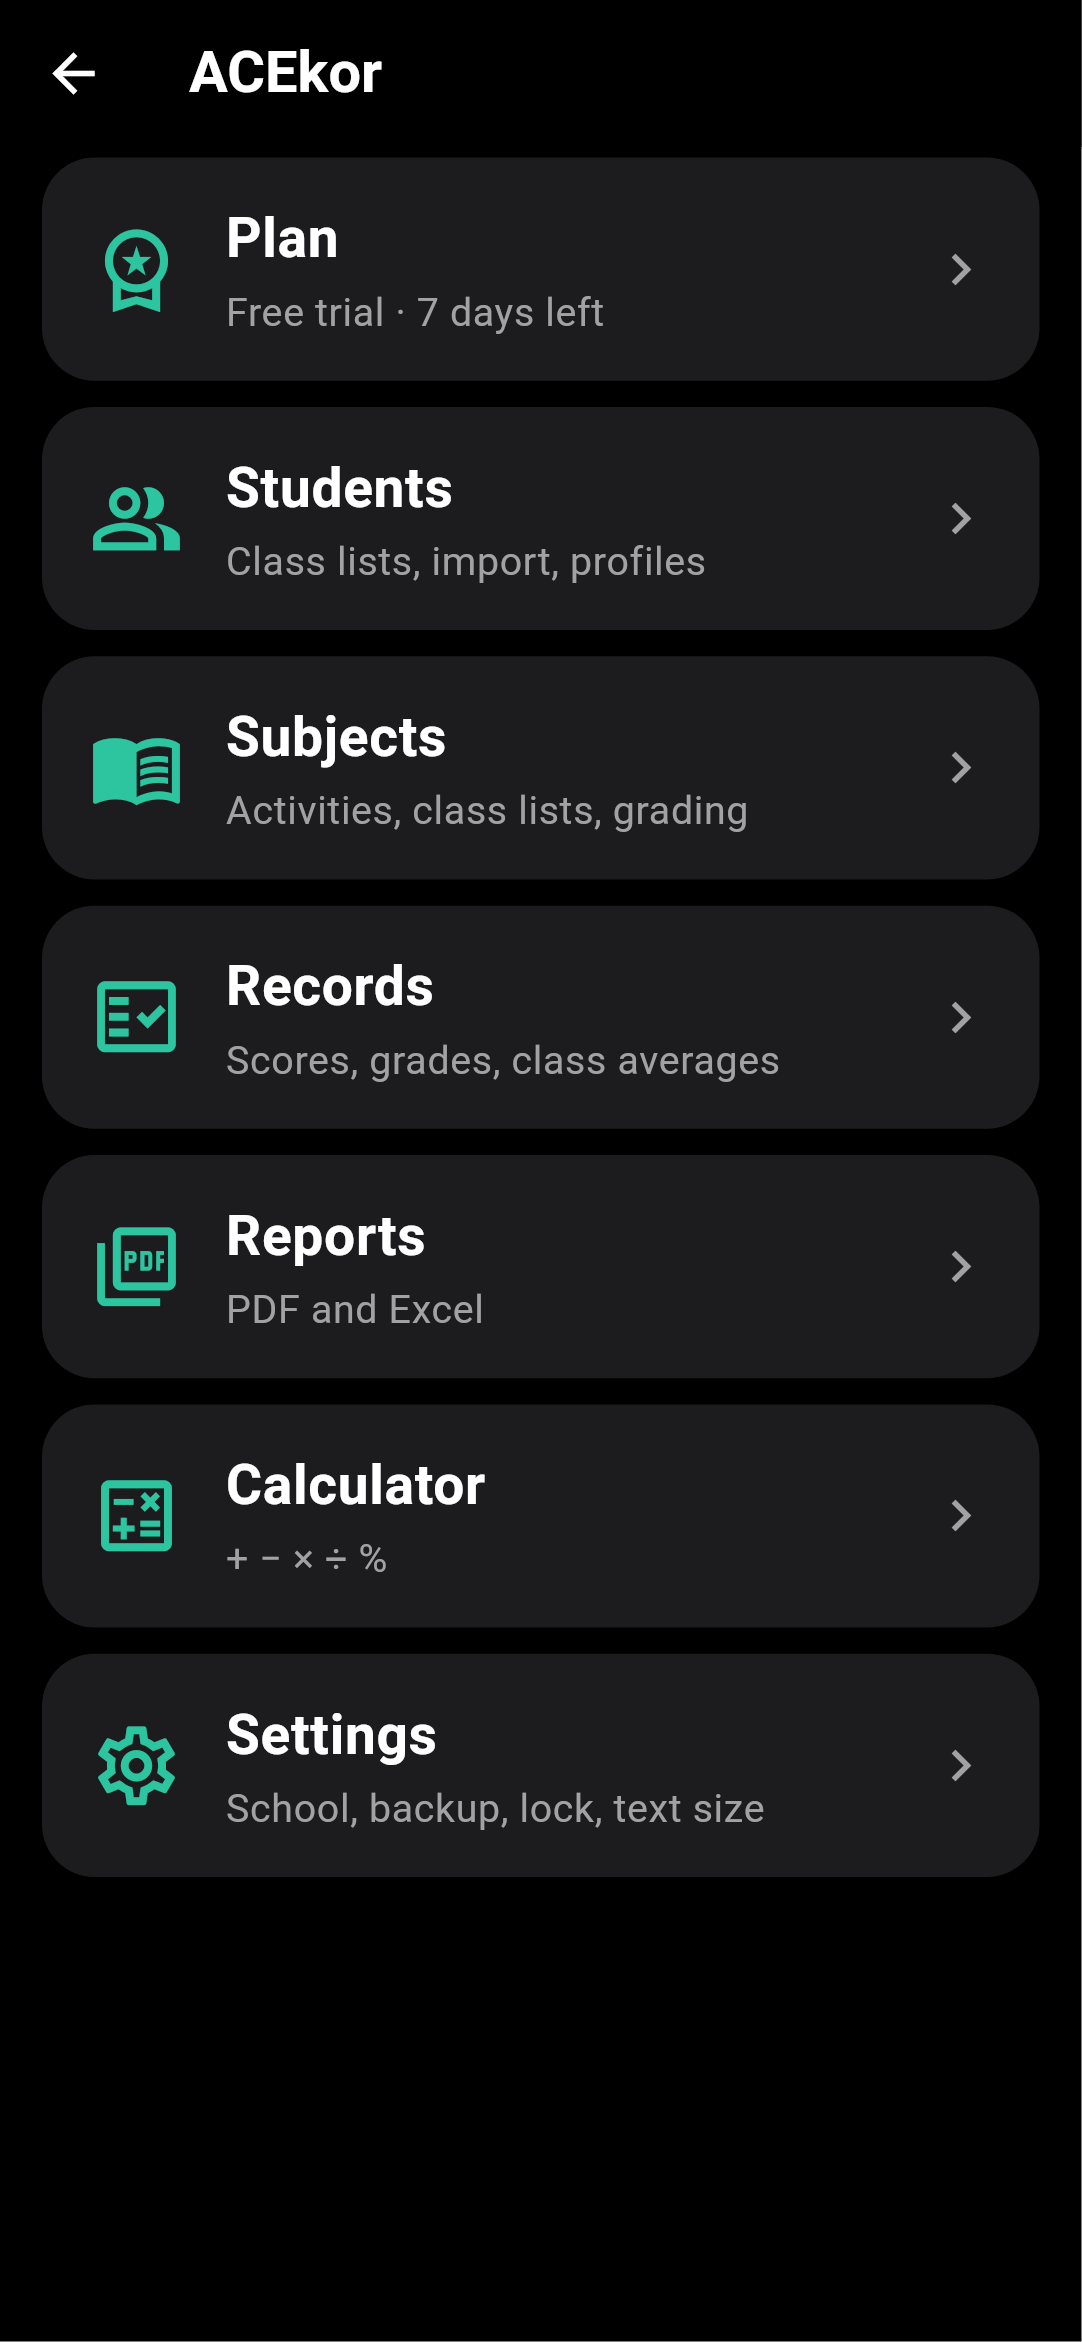 ACEkor
Plan
Free trial · 7 days left
Students
Class lists, import, profiles
Subjects
Activities, class lists, grading
Records
Scores, grades, class averages
PDF
Reports
PDF and Excel
Calculator
+ − × ÷ %
Settings
School, backup, lock, text size